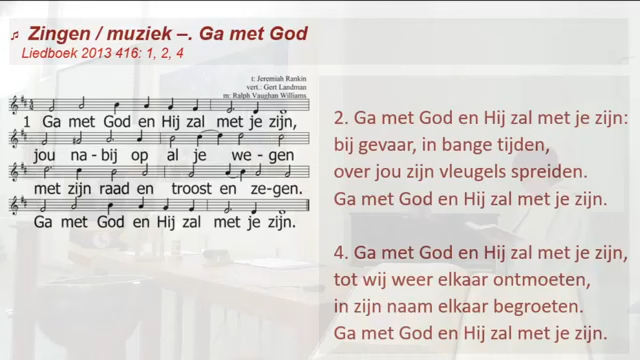 ♫ Zingen / muziek –. Ga met God
Liedboek 2013 416: 1, 2, 4
t: Jeremiah Rankin
vert.: Gert Landman
m: Ralph Vaughan Williams
1 Ga met God en Hij zal met je zijn,
jou na - bij op al je we - gen
met zijn raad en troost en ze - gen.
Ga met God en Hij zal met je zijn.
2. Ga met God en Hij zal met je zijn:
bij gevaar, in bange tijden,
over jou zijn vleugels spreiden.
Ga met God en Hij zal met je zijn.
4. Ga met God en Hij zal met je zijn,
tot wij weer elkaar ontmoeten,
in zijn naam elkaar begroeten.
Ga met God en Hij zal met je zijn.